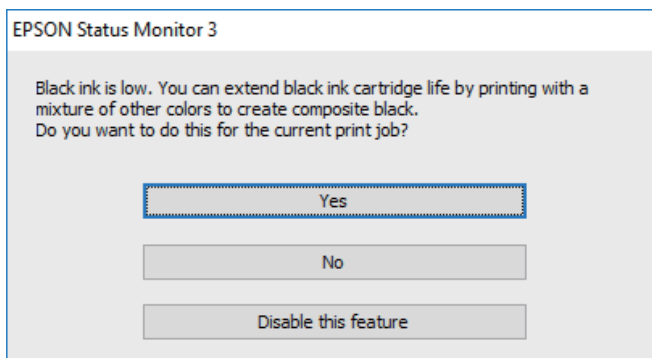 EPSON Status Monitor 3
Black ink is low. You can extend black ink cartridge life by printing with a
mixture of other colors to create composite black.
Do you want to do this for the current print job?
Yes
No
Disable this feature